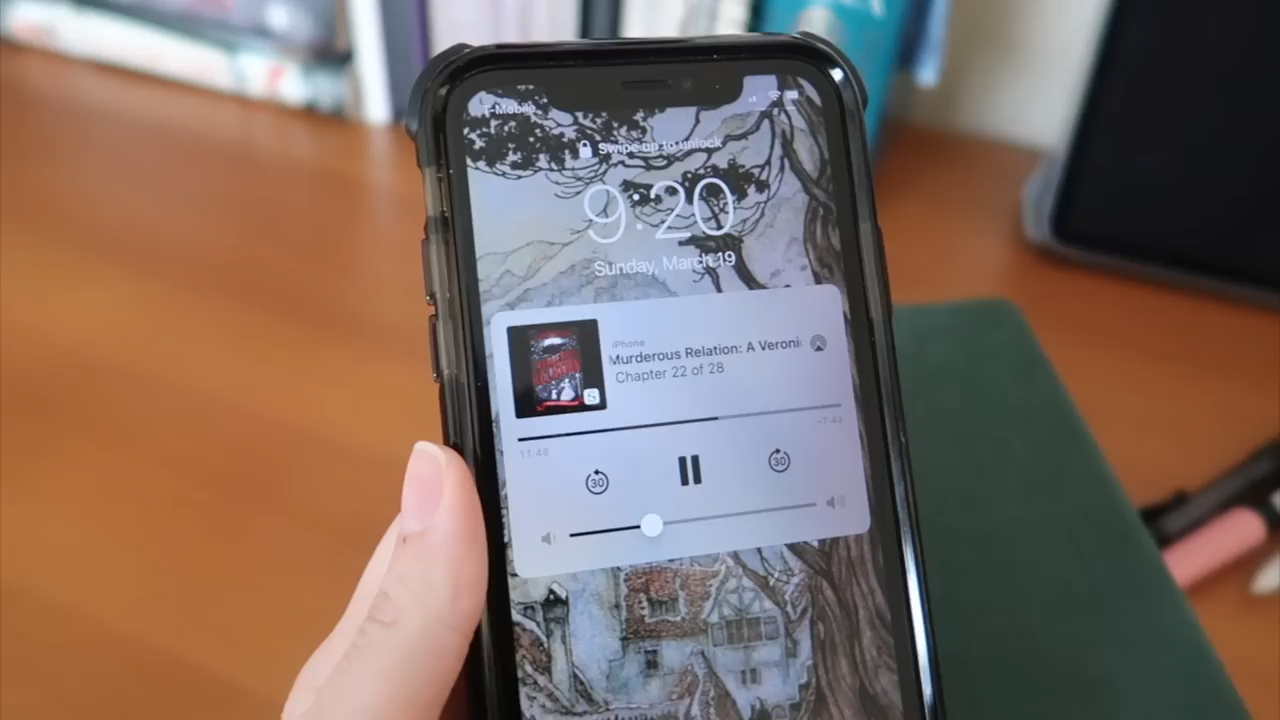 T-Mobile
Swipe up to unlock
9:20
Sunday, March 19
iPhone
Murderous Relation: A Veroni
Chapter 22 of 28
11:48
-7:42
30
30